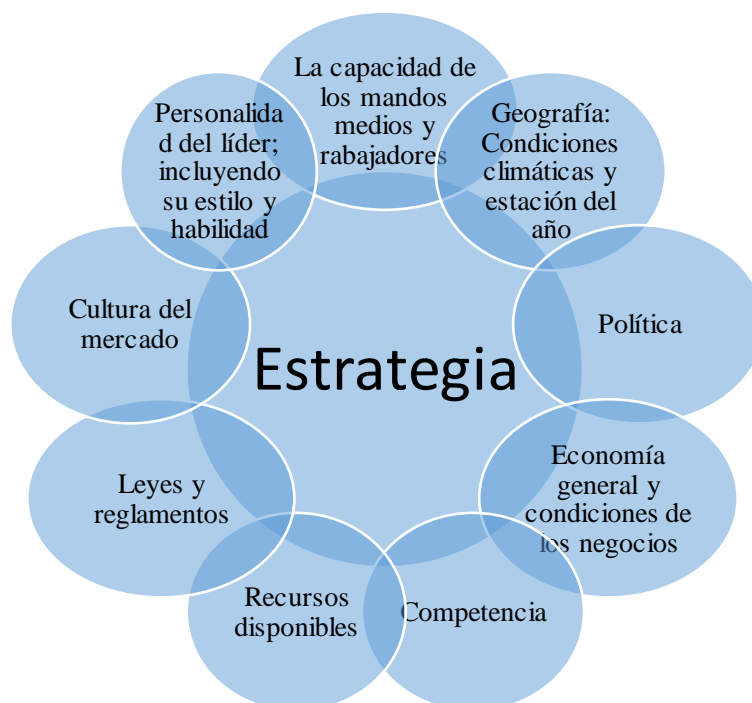 La capacidad de
los mandos
medios y
rabajadores
Geografía:
Condiciones
climáticas y
estación del
año
Política
Economía
general y
condiciones de
los negocios
Competencia
Recursos
disponibles
Leyes y
reglamentos
Cultura del
mercado
Personalida
d del líder;
incluyendo
su estilo y
habilidad
Estrategia